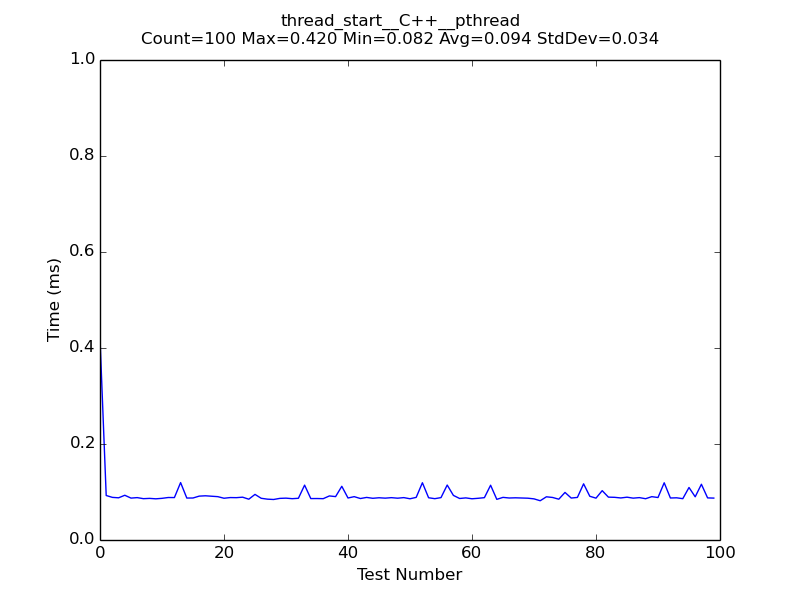 thread_start__C++__pthread
Count=100 Max=0.420 Min=0.082 Avg=0.094 StdDev=0.034
1.0
0.8
0.6
0.4
0.2
0.0
Time (ms)
0 20 40 60 80 100
Test Number